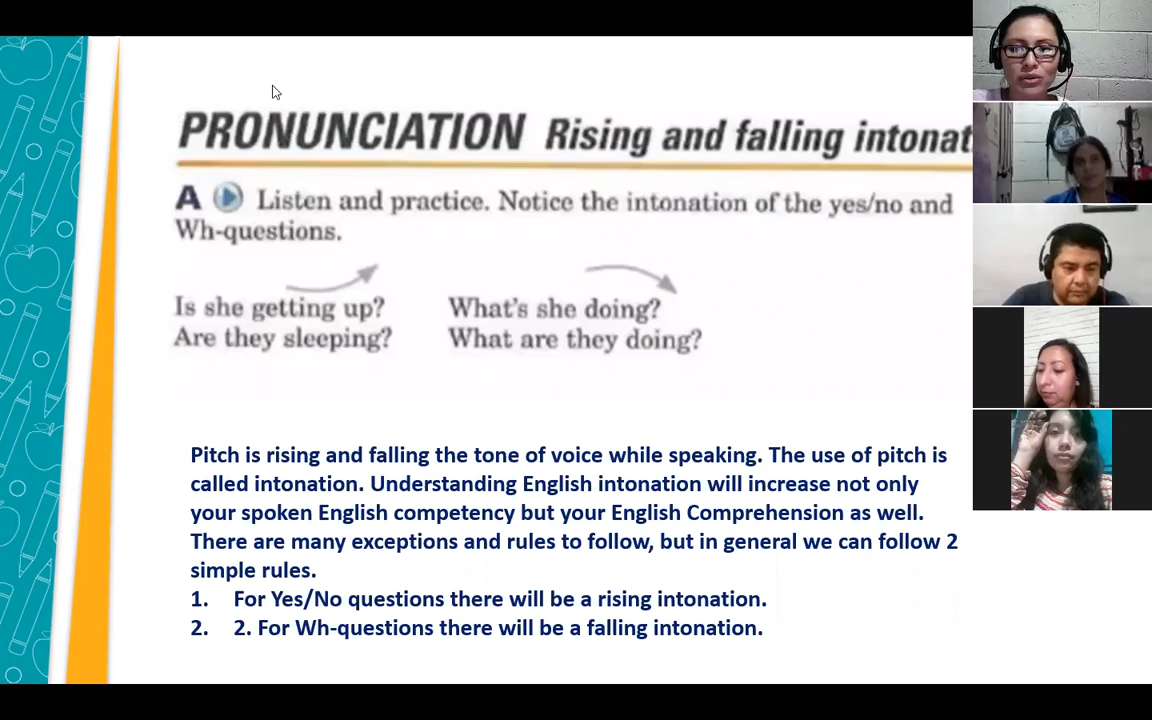 PRONUNCIATION Rising and falling intonat
A Listen and practice. Notice the intonation of the yes/no and
Wh-questions.
Is she getting up? What's she doing?
Are they sleeping? What are they doing?
Pitch is rising and falling the tone of voice while speaking. The use of pitch is
called intonation. Understanding English intonation will increase not only
your spoken English competency but your English Comprehension as well.
There are many exceptions and rules to follow, but in general we can follow 2
simple rules.
1. For Yes/No questions there will be a rising intonation.
2. 2. For Wh-questions there will be a falling intonation.